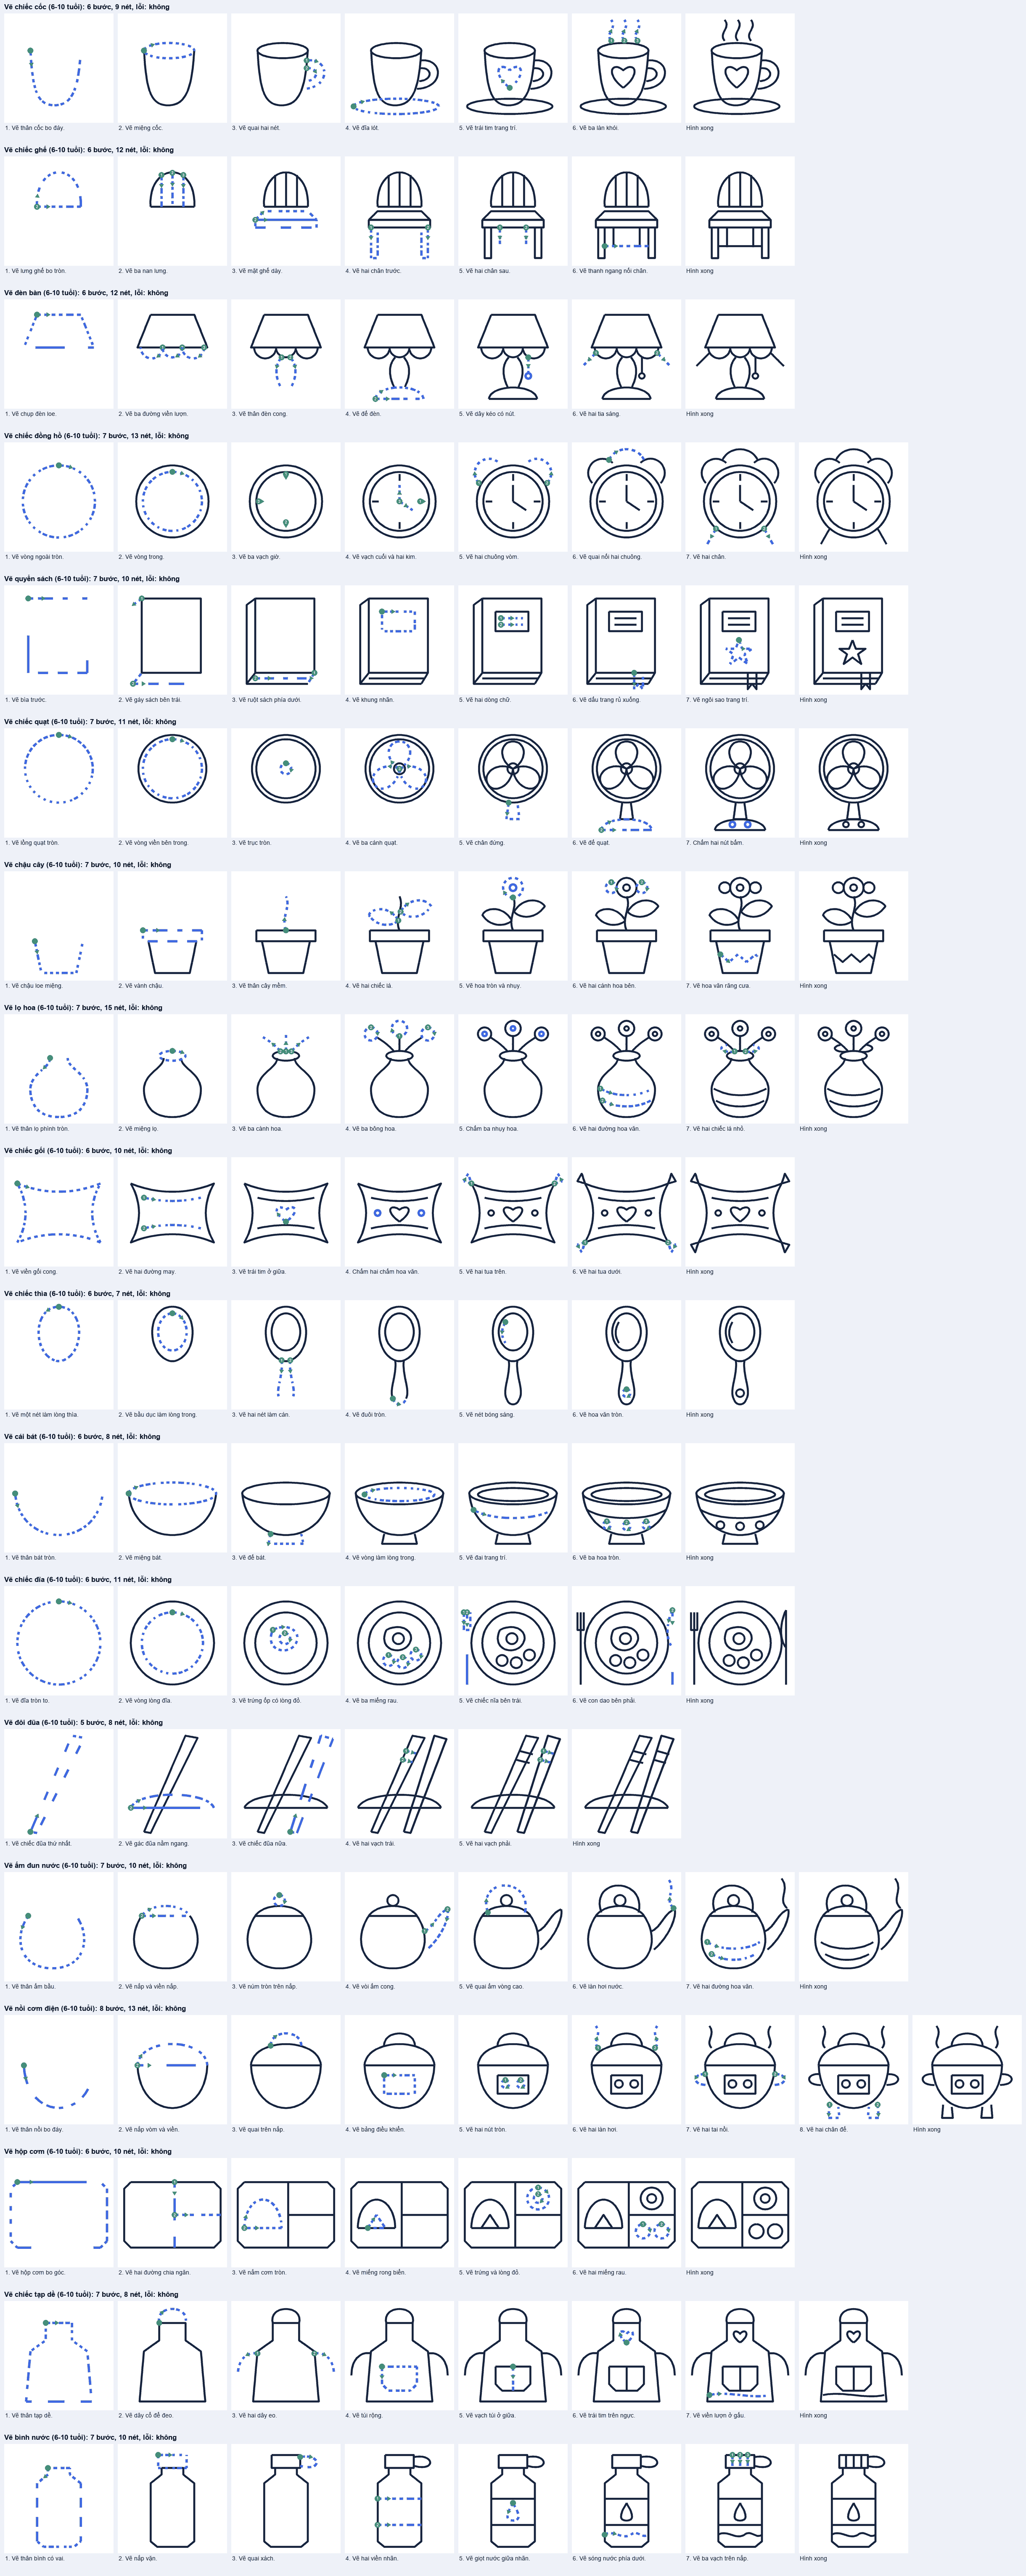 Vẽ chiếc cốc (6-10 tuổi): 6 bước, 9 nét, lỗi: không
1. Vẽ thân cốc bo đáy. 2. Vẽ miệng cốc. 3. Vẽ quai hai nét. 4. Vẽ đĩa lót. 5. Vẽ trái tim trang trí. 6. Vẽ ba làn khói. Hình xong
Vẽ chiếc ghế (6-10 tuổi): 6 bước, 12 nét, lỗi: không
1. Vẽ lưng ghế bo tròn. 2. Vẽ ba nan lưng. 3. Vẽ mặt ghế dày. 4. Vẽ hai chân trước. 5. Vẽ hai chân sau. 6. Vẽ thanh ngang nối chân. Hình xong
Vẽ đèn bàn (6-10 tuổi): 6 bước, 12 nét, lỗi: không
1. Vẽ chụp đèn loe. 2. Vẽ ba đường viền lượn. 3. Vẽ thân đèn cong. 4. Vẽ đế đèn. 5. Vẽ dây kéo có nút. 6. Vẽ hai tia sáng. Hình xong
Vẽ chiếc đồng hồ (6-10 tuổi): 7 bước, 13 nét, lỗi: không
1. Vẽ vòng ngoài tròn. 2. Vẽ vòng trong. 3. Vẽ ba vạch giờ. 4. Vẽ vạch cuối và hai kim. 5. Vẽ hai chuông vòm. 6. Vẽ quai nối hai chuông. 7. Vẽ hai chân. Hình xong
Vẽ quyển sách (6-10 tuổi): 7 bước, 10 nét, lỗi: không
1. Vẽ bìa trước. 2. Vẽ gáy sách bên trái. 3. Vẽ ruột sách phía dưới. 4. Vẽ khung nhãn. 5. Vẽ hai dòng chữ. 6. Vẽ dấu trang rủ xuống. 7. Vẽ ngôi sao trang trí. Hình xong
Vẽ chiếc quạt (6-10 tuổi): 7 bước, 11 nét, lỗi: không
1. Vẽ lồng quạt tròn. 2. Vẽ vòng viền bên trong. 3. Vẽ trục tròn. 4. Vẽ ba cánh quạt. 5. Vẽ chân đứng. 6. Vẽ đế quạt. 7. Chấm hai nút bấm. Hình xong
Vẽ chậu cây (6-10 tuổi): 7 bước, 10 nét, lỗi: không
1. Vẽ chậu loe miệng. 2. Vẽ vành chậu. 3. Vẽ thân cây mềm. 4. Vẽ hai chiếc lá. 5. Vẽ hoa tròn và nhụy. 6. Vẽ hai cánh hoa bên. 7. Vẽ hoa văn răng cưa. Hình xong
Vẽ lọ hoa (6-10 tuổi): 7 bước, 15 nét, lỗi: không
1. Vẽ thân lọ phình tròn. 2. Vẽ miệng lọ. 3. Vẽ ba cành hoa. 4. Vẽ ba bông hoa. 5. Chấm ba nhụy hoa. 6. Vẽ hai đường hoa văn. 7. Vẽ hai chiếc lá nhỏ. Hình xong
Vẽ chiếc gối (6-10 tuổi): 6 bước, 10 nét, lỗi: không
1. Vẽ viền gối cong. 2. Vẽ hai đường may. 3. Vẽ trái tim ở giữa. 4. Chấm hai chấm hoa văn. 5. Vẽ hai tua trên. 6. Vẽ hai tua dưới. Hình xong
Vẽ chiếc thìa (6-10 tuổi): 6 bước, 7 nét, lỗi: không
1. Vẽ một nét làm lòng thìa. 2. Vẽ bầu dục làm lòng trong. 3. Vẽ hai nét làm cán. 4. Vẽ đuôi tròn. 5. Vẽ nét bóng sáng. 6. Vẽ hoa văn tròn. Hình xong
Vẽ cái bát (6-10 tuổi): 6 bước, 8 nét, lỗi: không
1. Vẽ thân bát tròn. 2. Vẽ miệng bát. 3. Vẽ đế bát. 4. Vẽ vòng làm lòng trong. 5. Vẽ đai trang trí. 6. Vẽ ba hoa tròn. Hình xong
Vẽ chiếc đĩa (6-10 tuổi): 6 bước, 11 nét, lỗi: không
1. Vẽ đĩa tròn to. 2. Vẽ vòng lòng đĩa. 3. Vẽ trứng ốp có lòng đỏ. 4. Vẽ ba miếng rau. 5. Vẽ chiếc nĩa bên trái. 6. Vẽ con dao bên phải. Hình xong
Vẽ đôi đũa (6-10 tuổi): 5 bước, 8 nét, lỗi: không
1. Vẽ chiếc đũa thứ nhất. 2. Vẽ gác đũa nằm ngang. 3. Vẽ chiếc đũa nữa. 4. Vẽ hai vạch trái. 5. Vẽ hai vạch phải. Hình xong
Vẽ ấm đun nước (6-10 tuổi): 7 bước, 10 nét, lỗi: không
1. Vẽ thân ấm bầu. 2. Vẽ nắp và viền nắp. 3. Vẽ núm tròn trên nắp. 4. Vẽ vòi ấm cong. 5. Vẽ quai ấm vòng cao. 6. Vẽ làn hơi nước. 7. Vẽ hai đường hoa văn. Hình xong
Vẽ nồi cơm điện (6-10 tuổi): 8 bước, 13 nét, lỗi: không
1. Vẽ thân nồi bo đáy. 2. Vẽ nắp vòm và viền. 3. Vẽ quai trên nắp. 4. Vẽ bảng điều khiển. 5. Vẽ hai nút tròn. 6. Vẽ hai làn hơi. 7. Vẽ hai tai nồi. 8. Vẽ hai chân đế. Hình xong
Vẽ hộp cơm (6-10 tuổi): 6 bước, 10 nét, lỗi: không
1. Vẽ hộp cơm bo góc. 2. Vẽ hai đường chia ngăn. 3. Vẽ nắm cơm tròn. 4. Vẽ miếng rong biển. 5. Vẽ trứng và lòng đỏ. 6. Vẽ hai miếng rau. Hình xong
Vẽ chiếc tạp dề (6-10 tuổi): 7 bước, 8 nét, lỗi: không
1. Vẽ thân tạp dề. 2. Vẽ dây cổ để đeo. 3. Vẽ hai dây eo. 4. Vẽ túi rộng. 5. Vẽ vạch túi ở giữa. 6. Vẽ trái tim trên ngực. 7. Vẽ viền lượn ở gấu. Hình xong
Vẽ bình nước (6-10 tuổi): 7 bước, 10 nét, lỗi: không
1. Vẽ thân bình có vai. 2. Vẽ nắp vặn. 3. Vẽ quai xách. 4. Vẽ hai viền nhãn. 5. Vẽ giọt nước giữa nhãn. 6. Vẽ sóng nước phía dưới. 7. Vẽ ba vạch trên nắp. Hình xong